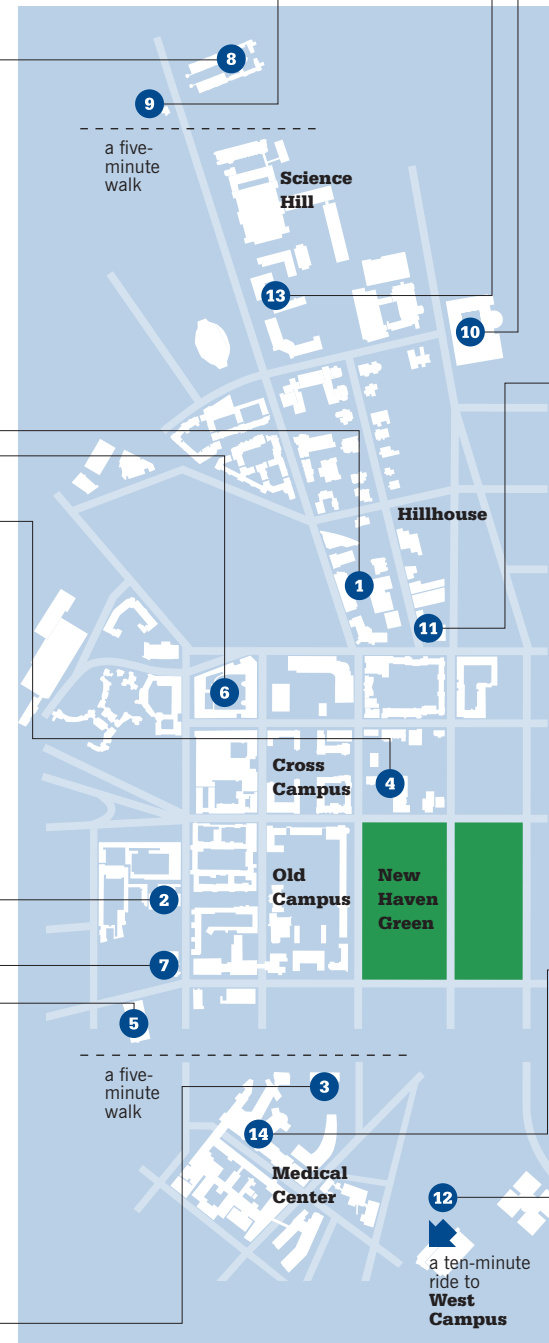 8
9
a five-
minute
walk
Science
Hill
13
10
Hillhouse
1
11
6
Cross
Campus
4
Old
Campus
New
Haven
Green
2
7
5
a five-
minute
walk
3
14
Medical
Center
12
a ten-minute
ride to
West
Campus